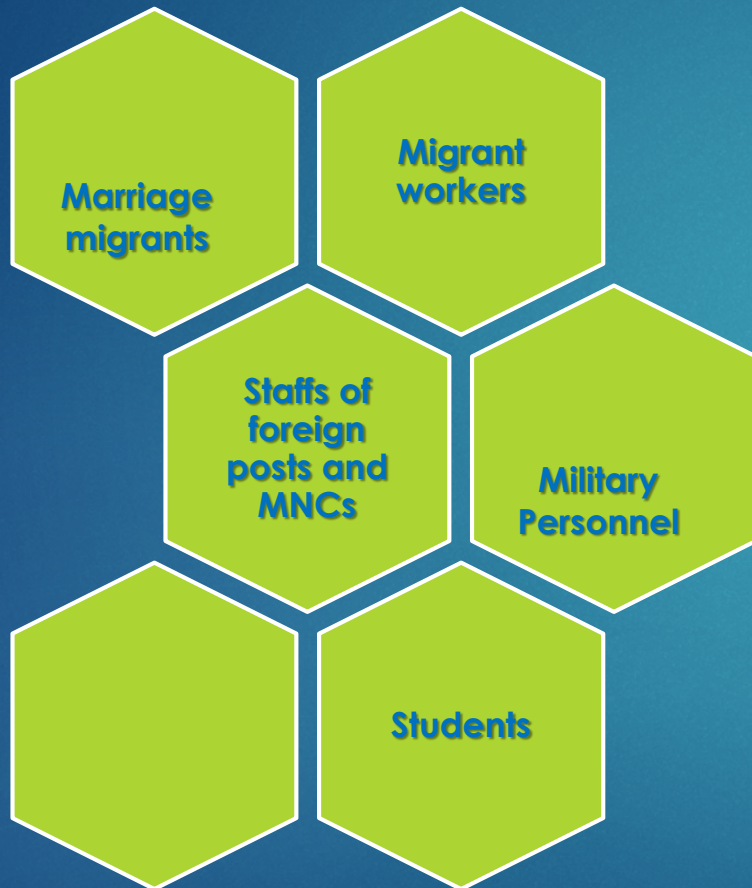 Marriage
migrants
Migrant
workers
Staffs of
foreign
posts and
MNCs
Military
Personnel
Students